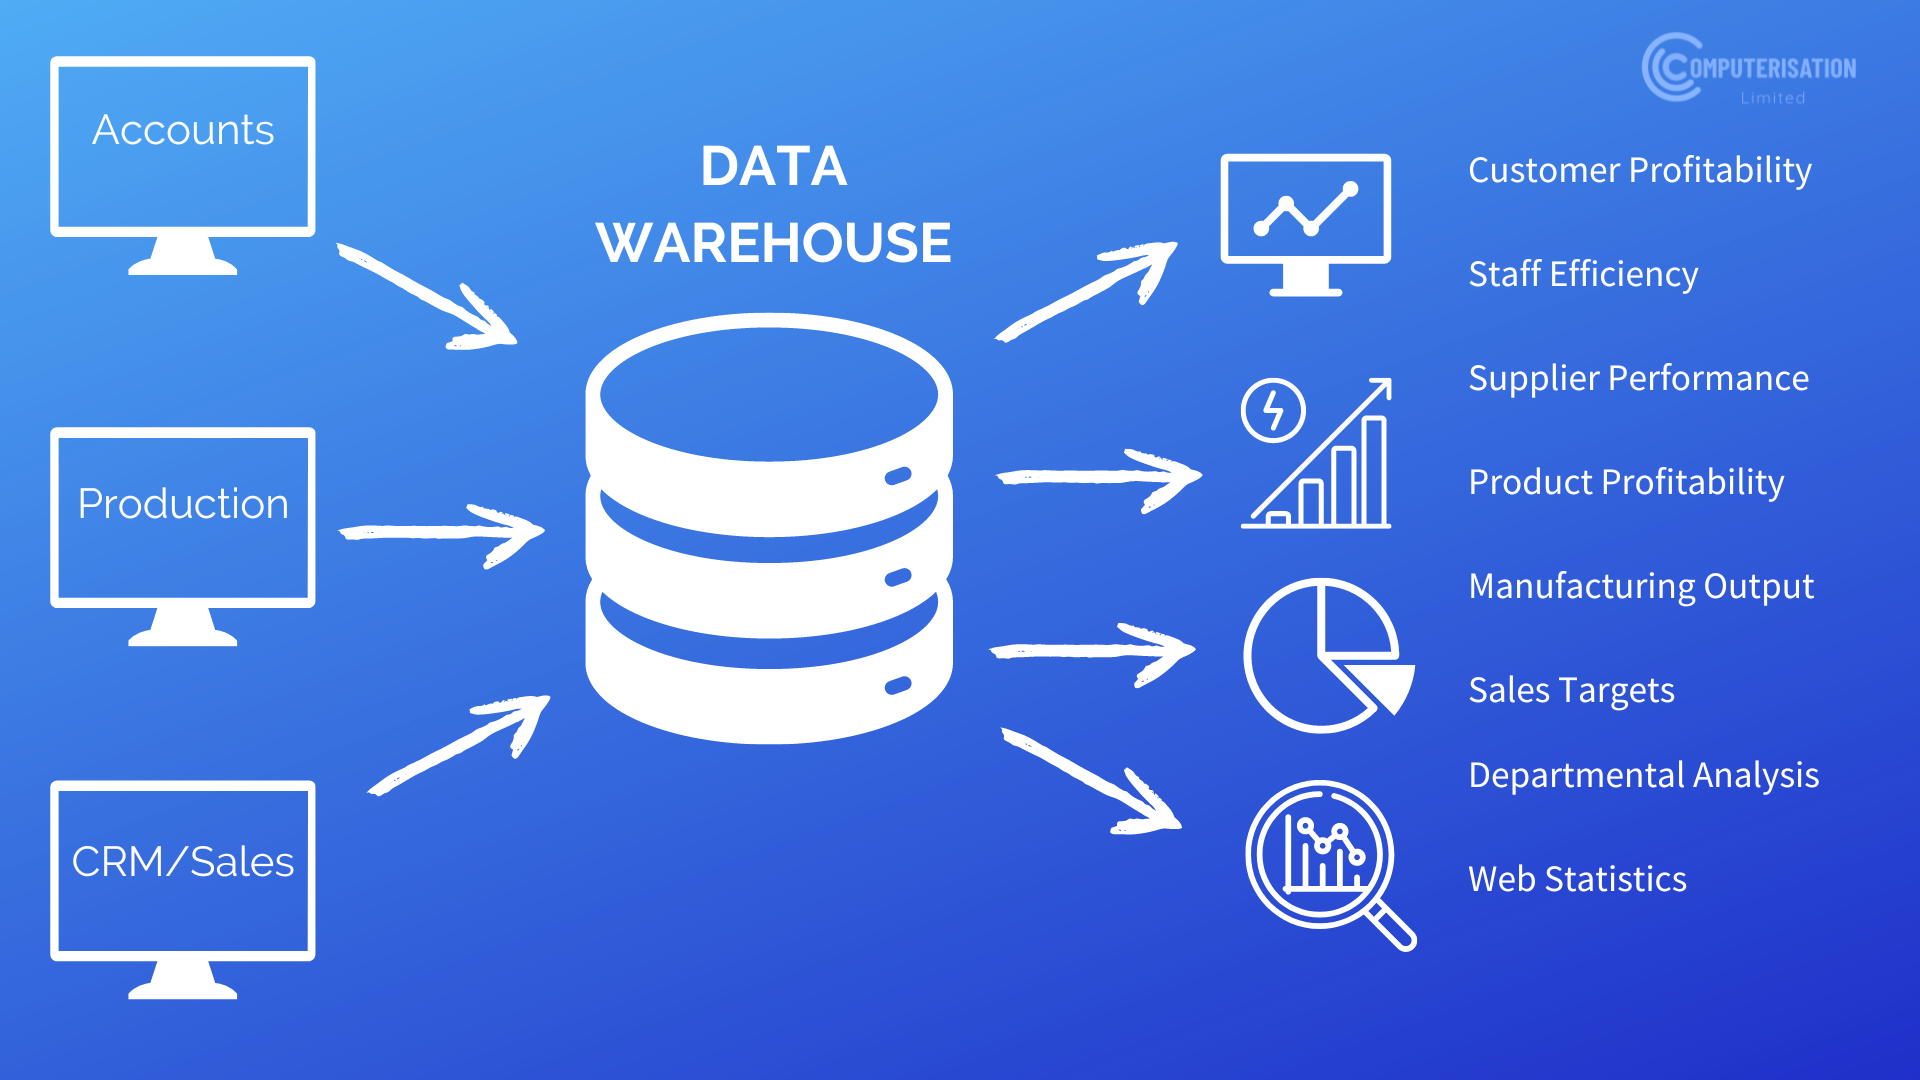 Accounts
Production
CRM/Sales
DATA
WAREHOUSE
COMPUTERISATION
Limited
Customer Profitability
Staff Efficiency
Supplier Performance
Product Profitability
Manufacturing Output
Sales Targets
Departmental Analysis
Web Statistics